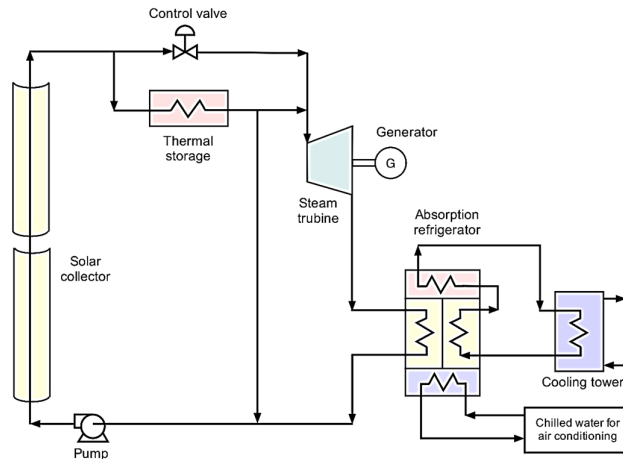 Control valve
Thermal
storage
Generator
G
Steam
trubine
Absorption
refrigerator
Solar
collector
Cooling tower
Chilled water for
air conditioning
Pump